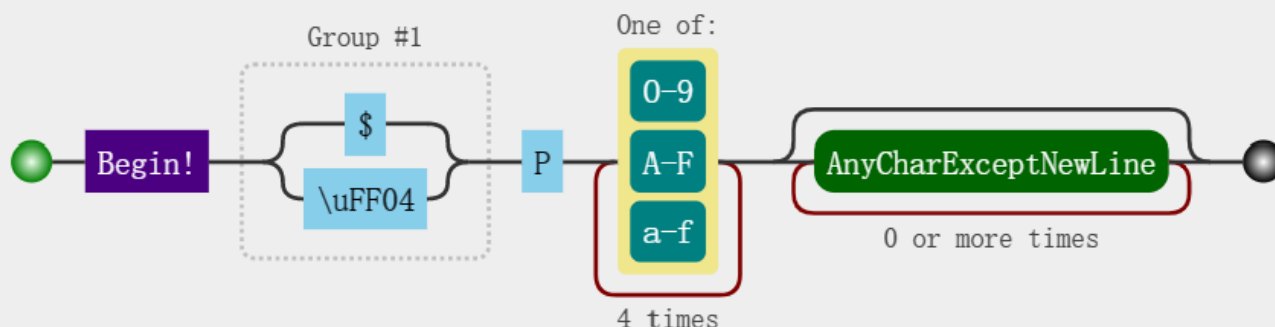 Group #1
One of:
Begin!
$
\uFF04
P
0-9
A-F
a-f
4 times
AnyCharExceptNewLine
0 or more times